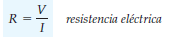 R = V/I resistencia eléctrica